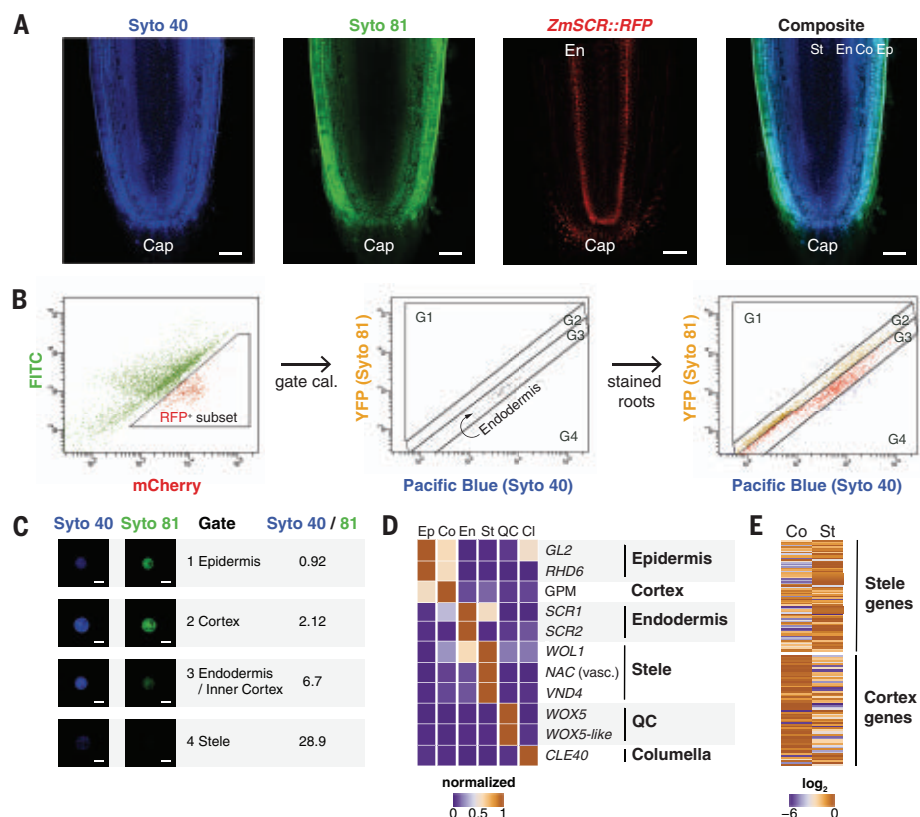 A
Syto 40
Syto 81
ZmSCR::RFP
Composite
En
St En Co Ep
Cap
Cap
Cap
Cap
B
FITC
RFP+ subset
mCherry
gate cal.
YFP (Syto 81)
G1
G2
G3
Endodermis
G4
Pacific Blue (Syto 40)
stained
roots
YFP (Syto 81)
G1
G2
G3
G4
Pacific Blue (Syto 40)
C
Syto 40 Syto 81 Gate Syto 40 / 81
1 Epidermis 0.92
2 Cortex 2.12
3 Endodermis
/ Inner Cortex 6.7
4 Stele 28.9
D
Ep Co En St QC Cl
GL2
RHD6
Epidermis
GPM Cortex
SCR1
SCR2
Endodermis
WOL1
NAC (vasc.)
VND4
Stele
WOX5
WOX5-like
QC
CLE40 Columella
normalized
0 0.5 1
E
Co St
Stele
genes
Cortex
genes
log2
−6 0